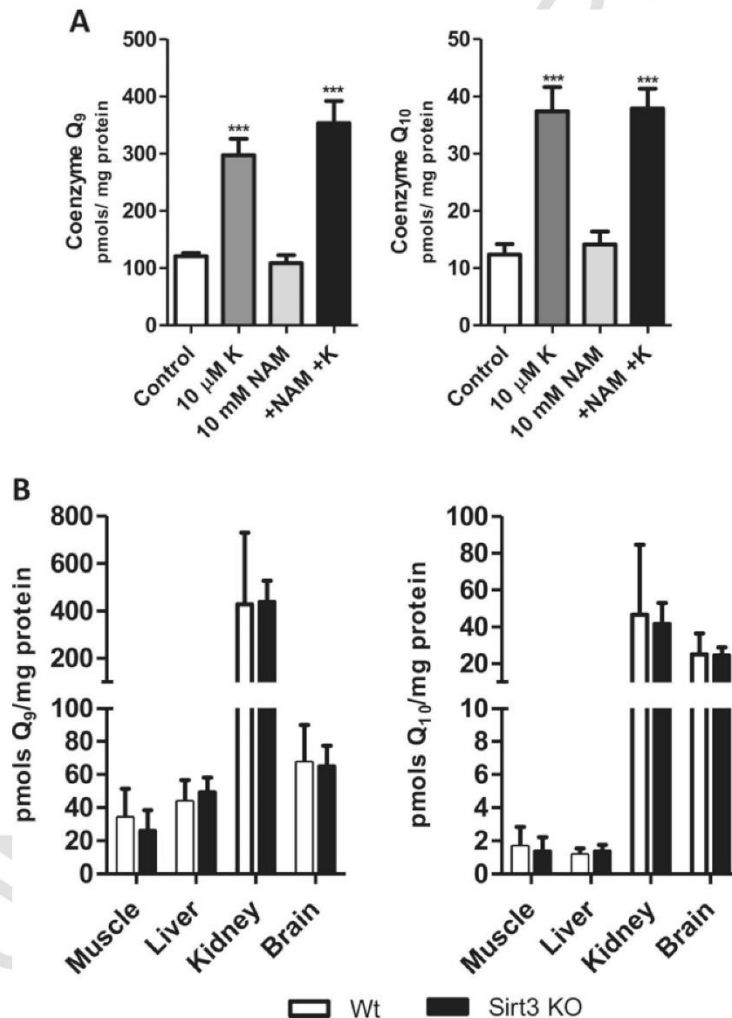 A
Coenzyme Q₉
pmols/ mg protein
500
400
300
200
100
0
***
***
Control
10 μM K
10 mM NAM
+NAM +K
Coenzyme Q₁₀
pmols/ mg protein
50
40
30
20
10
0
***
***
Control
10 μM K
10 mM NAM
+NAM +K
B
pmols Q₉/mg protein
800
600
400
200
100
80
60
40
20
0
Muscle
Liver
Kidney
Brain
pmols Q₁₀/mg protein
100
80
60
40
20
10
8
6
4
2
0
Muscle
Liver
Kidney
Brain
Wt
Sirt3 KO